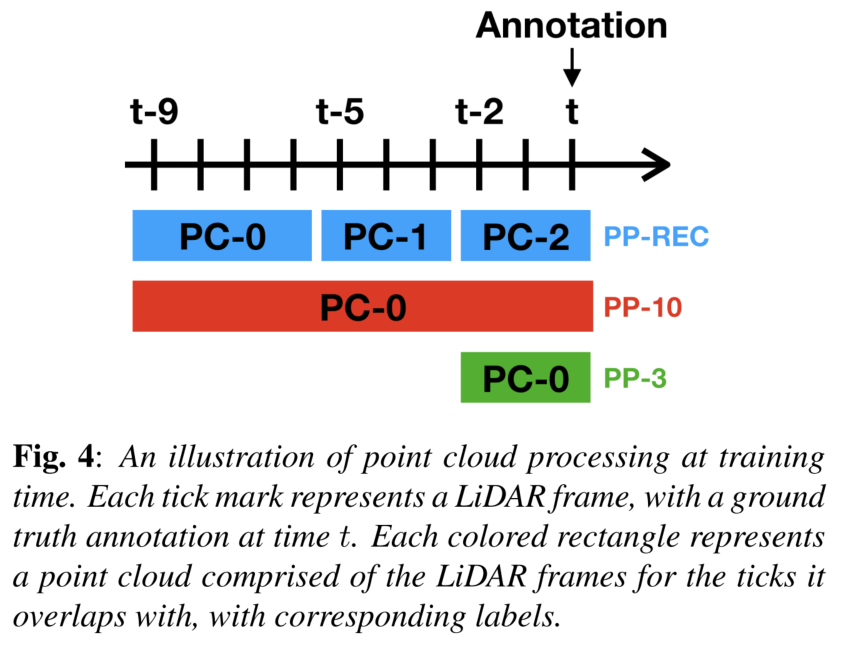 Annotation
t-9 t-5 t-2 t
PC-0 PC-1 PC-2 PP-REC
PC-0 PP-10
PC-0 PP-3
Fig. 4: An illustration of point cloud processing at training
time. Each tick mark represents a LiDAR frame, with a ground
truth annotation at time t. Each colored rectangle represents
a point cloud comprised of the LiDAR frames for the ticks it
overlaps with, with corresponding labels.